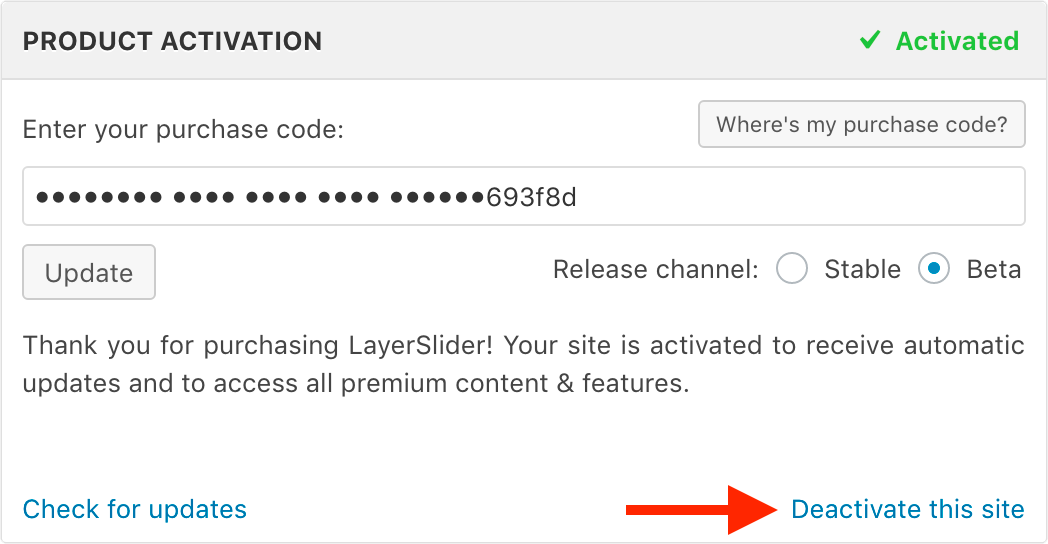 PRODUCT ACTIVATION
✓ Activated
Enter your purchase code:
Where's my purchase code?
●●●●●●●● ●●●● ●●●● ●●●● ●●●●●●693f8d
Update
Release channel: Stable Beta
Thank you for purchasing LayerSlider! Your site is activated to receive automatic
updates and to access all premium content & features.
Check for updates
Deactivate this site